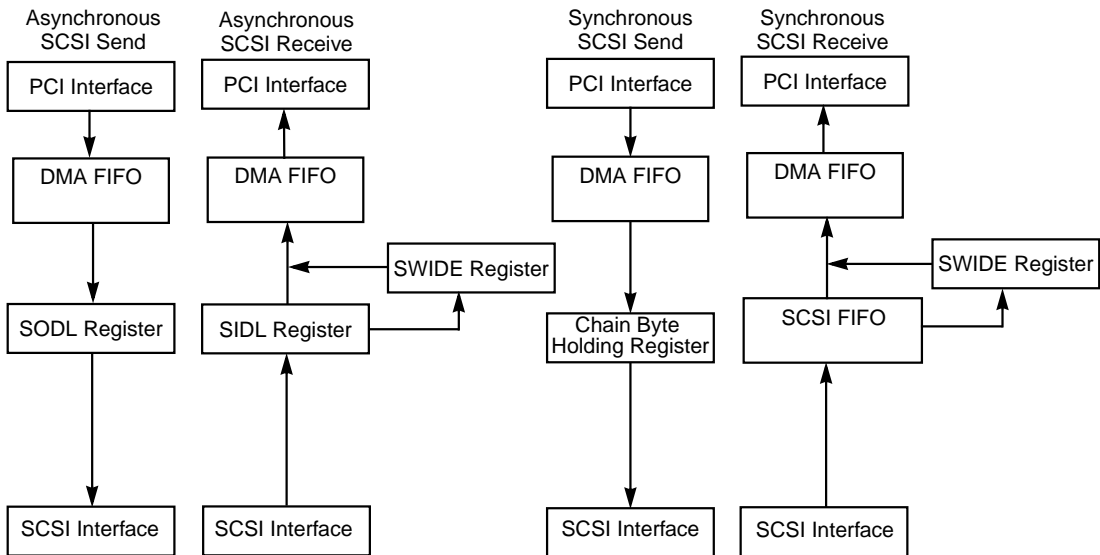 Asynchronous
SCSI Send
PCI Interface
DMA FIFO
SODL Register
SCSI Interface
Asynchronous
SCSI Receive
PCI Interface
DMA FIFO
SWIDE Register
SIDL Register
SCSI Interface
Synchronous
SCSI Send
PCI Interface
DMA FIFO
Chain Byte
Holding Register
SCSI Interface
Synchronous
SCSI Receive
PCI Interface
DMA FIFO
SWIDE Register
SCSI FIFO
SCSI Interface